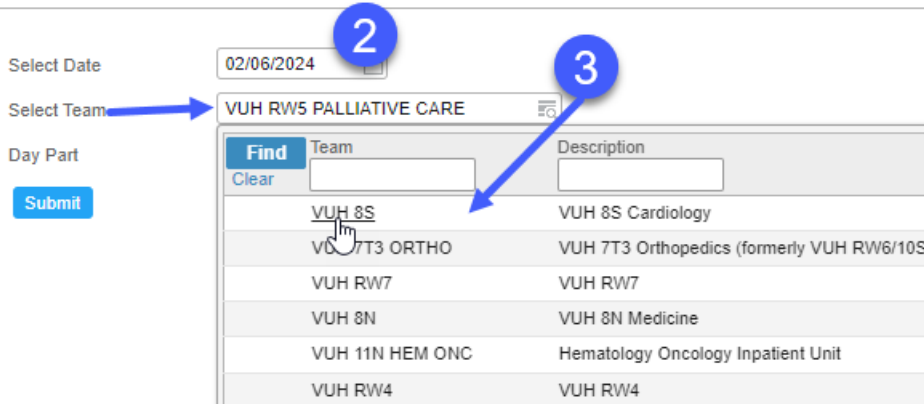 2
Select Date 02/06/2024
3
Select Team VUH RW5 PALLIATIVE CARE
Day Part
Find Team Description
Clear
Submit
VUH 8S VUH 8S Cardiology
7T3 ORTHO VUH 7T3 Orthopedics (formerly VUH RW6/10S
VUH RW7 VUH RW7
VUH 8N VUH 8N Medicine
VUH 11N HEM ONC Hematology Oncology Inpatient Unit
VUH RW4 VUH RW4